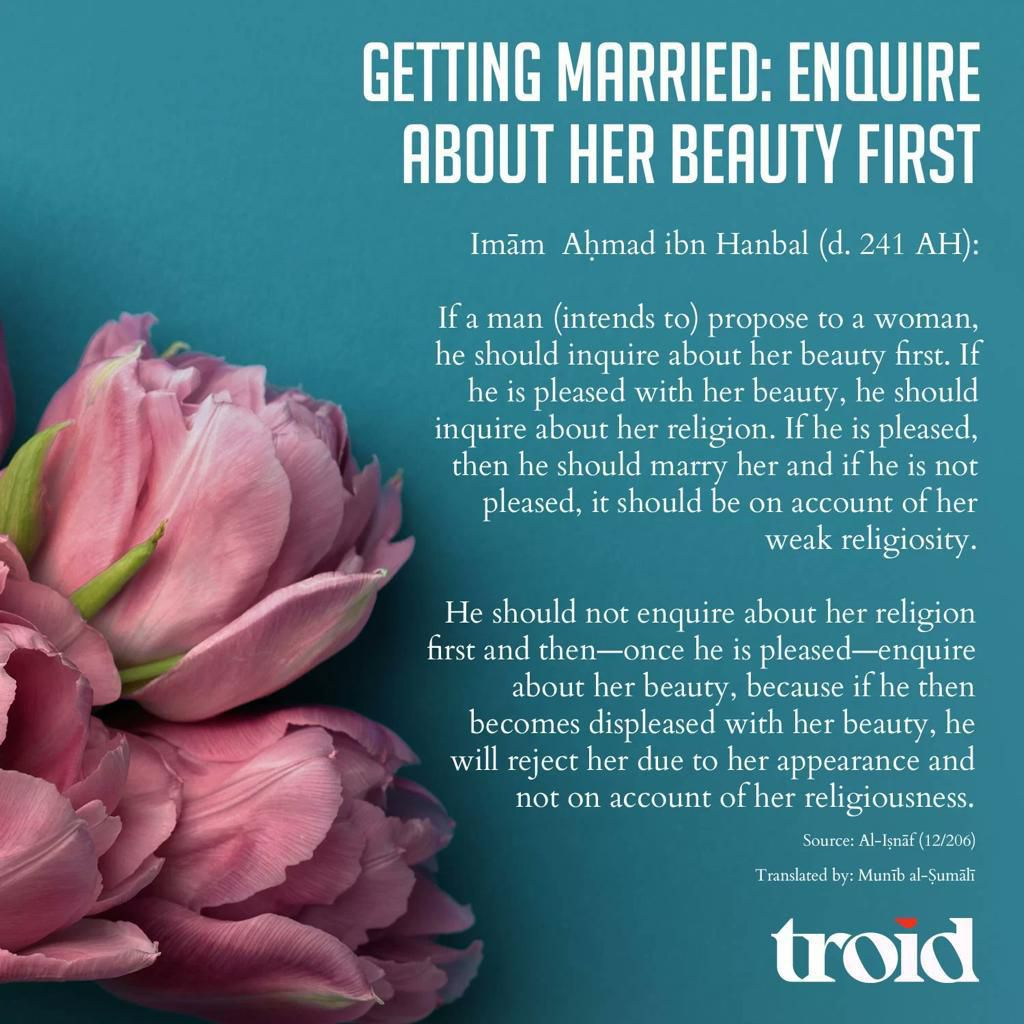 GETTING MARRIED: ENQUIRE
ABOUT HER BEAUTY FIRST
Imām Aḥmad ibn Hanbal (d. 241 AH):
If a man (intends to) propose to a woman,
he should inquire about her beauty first. If
he is pleased with her beauty, he should
inquire about her religion. If he is pleased,
then he should marry her and if he is not
pleased, it should be on account of her
weak religiosity.
He should not enquire about her religion
first and then—once he is pleased—enquire
about her beauty, because if he then
becomes displeased with her beauty, he
will reject her due to her appearance and
not on account of her religiousness.
Source: Al-Iṣnāf (12/206)
Translated by: Munīb al-Ṣumālī
troid